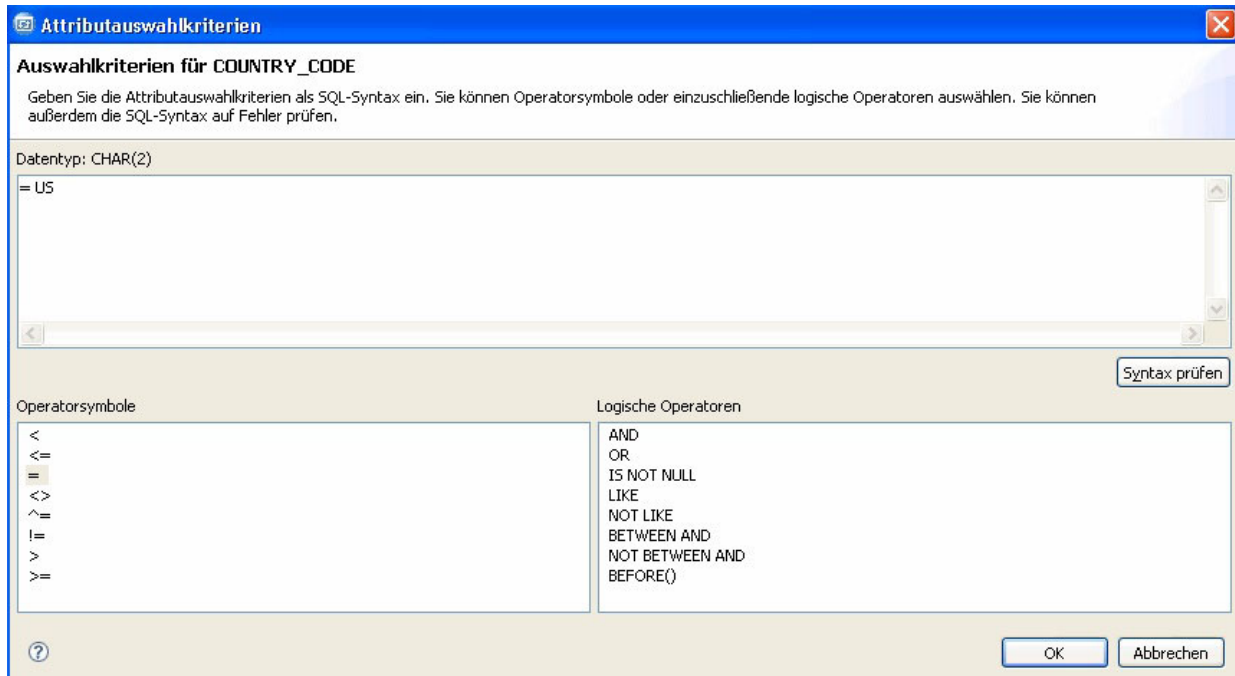 Attributauswahlkriterien
Auswahlkriterien für COUNTRY_CODE
Geben Sie die Attributauswahlkriterien als SQL-Syntax ein. Sie können Operatorsymbole oder einzuschließende logische Operatoren auswählen. Sie können
außerdem die SQL-Syntax auf Fehler prüfen.
Datentyp: CHAR(2)
= US
Syntax prüfen
Operatorsymbole
<
<=
=
<>
^=
!=
>
>=
Logische Operatoren
AND
OR
IS NOT NULL
LIKE
NOT LIKE
BETWEEN AND
NOT BETWEEN AND
BEFORE()
?
OK
Abbrechen